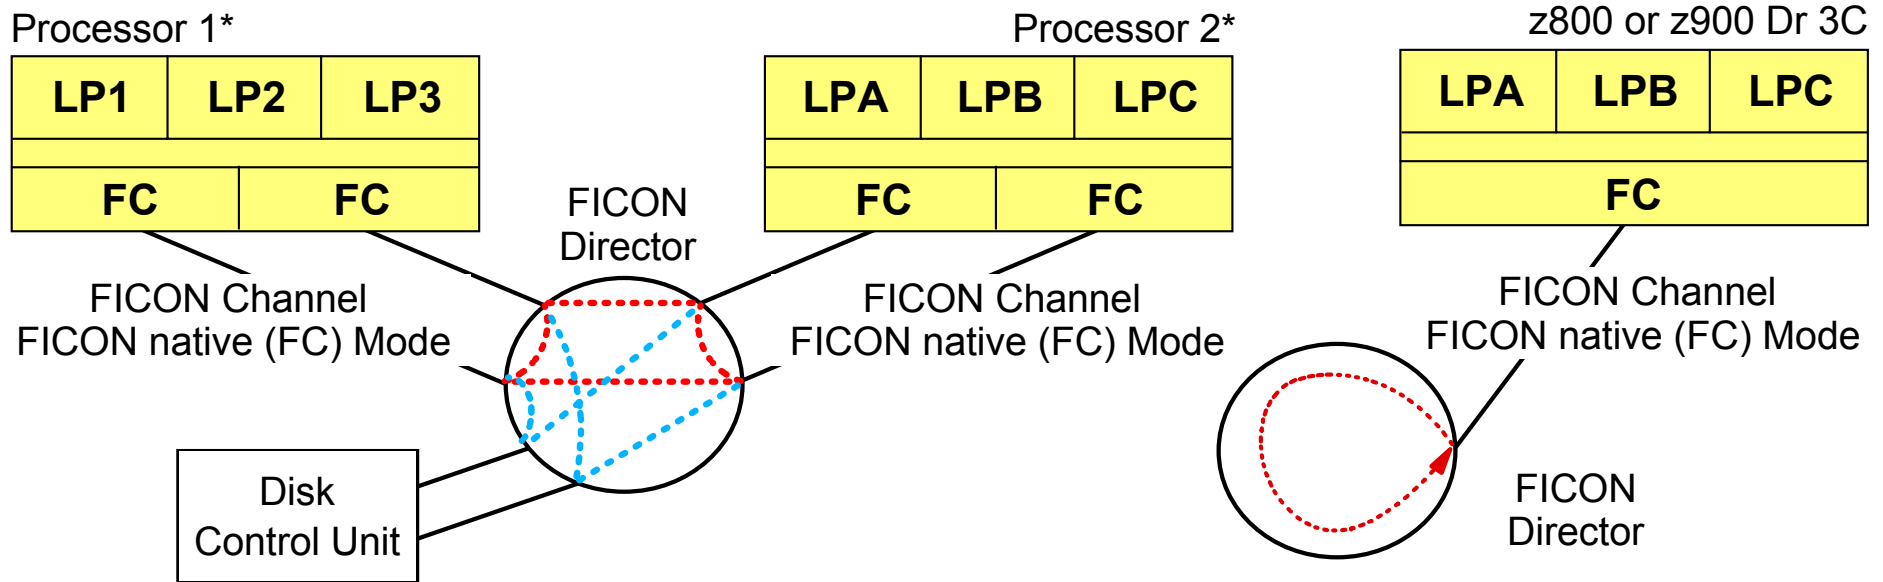 Processor 1*
LP1 LP2 LP3
FC FC
FICON Channel
FICON native (FC) Mode
FICON
Director
Disk
Control Unit
Processor 2*
LPA LPB LPC
FC FC
FICON Channel
FICON native (FC) Mode
z800 or z900 Dr 3C
LPA LPB LPC
FC
FICON Channel
FICON native (FC) Mode
FICON
Director